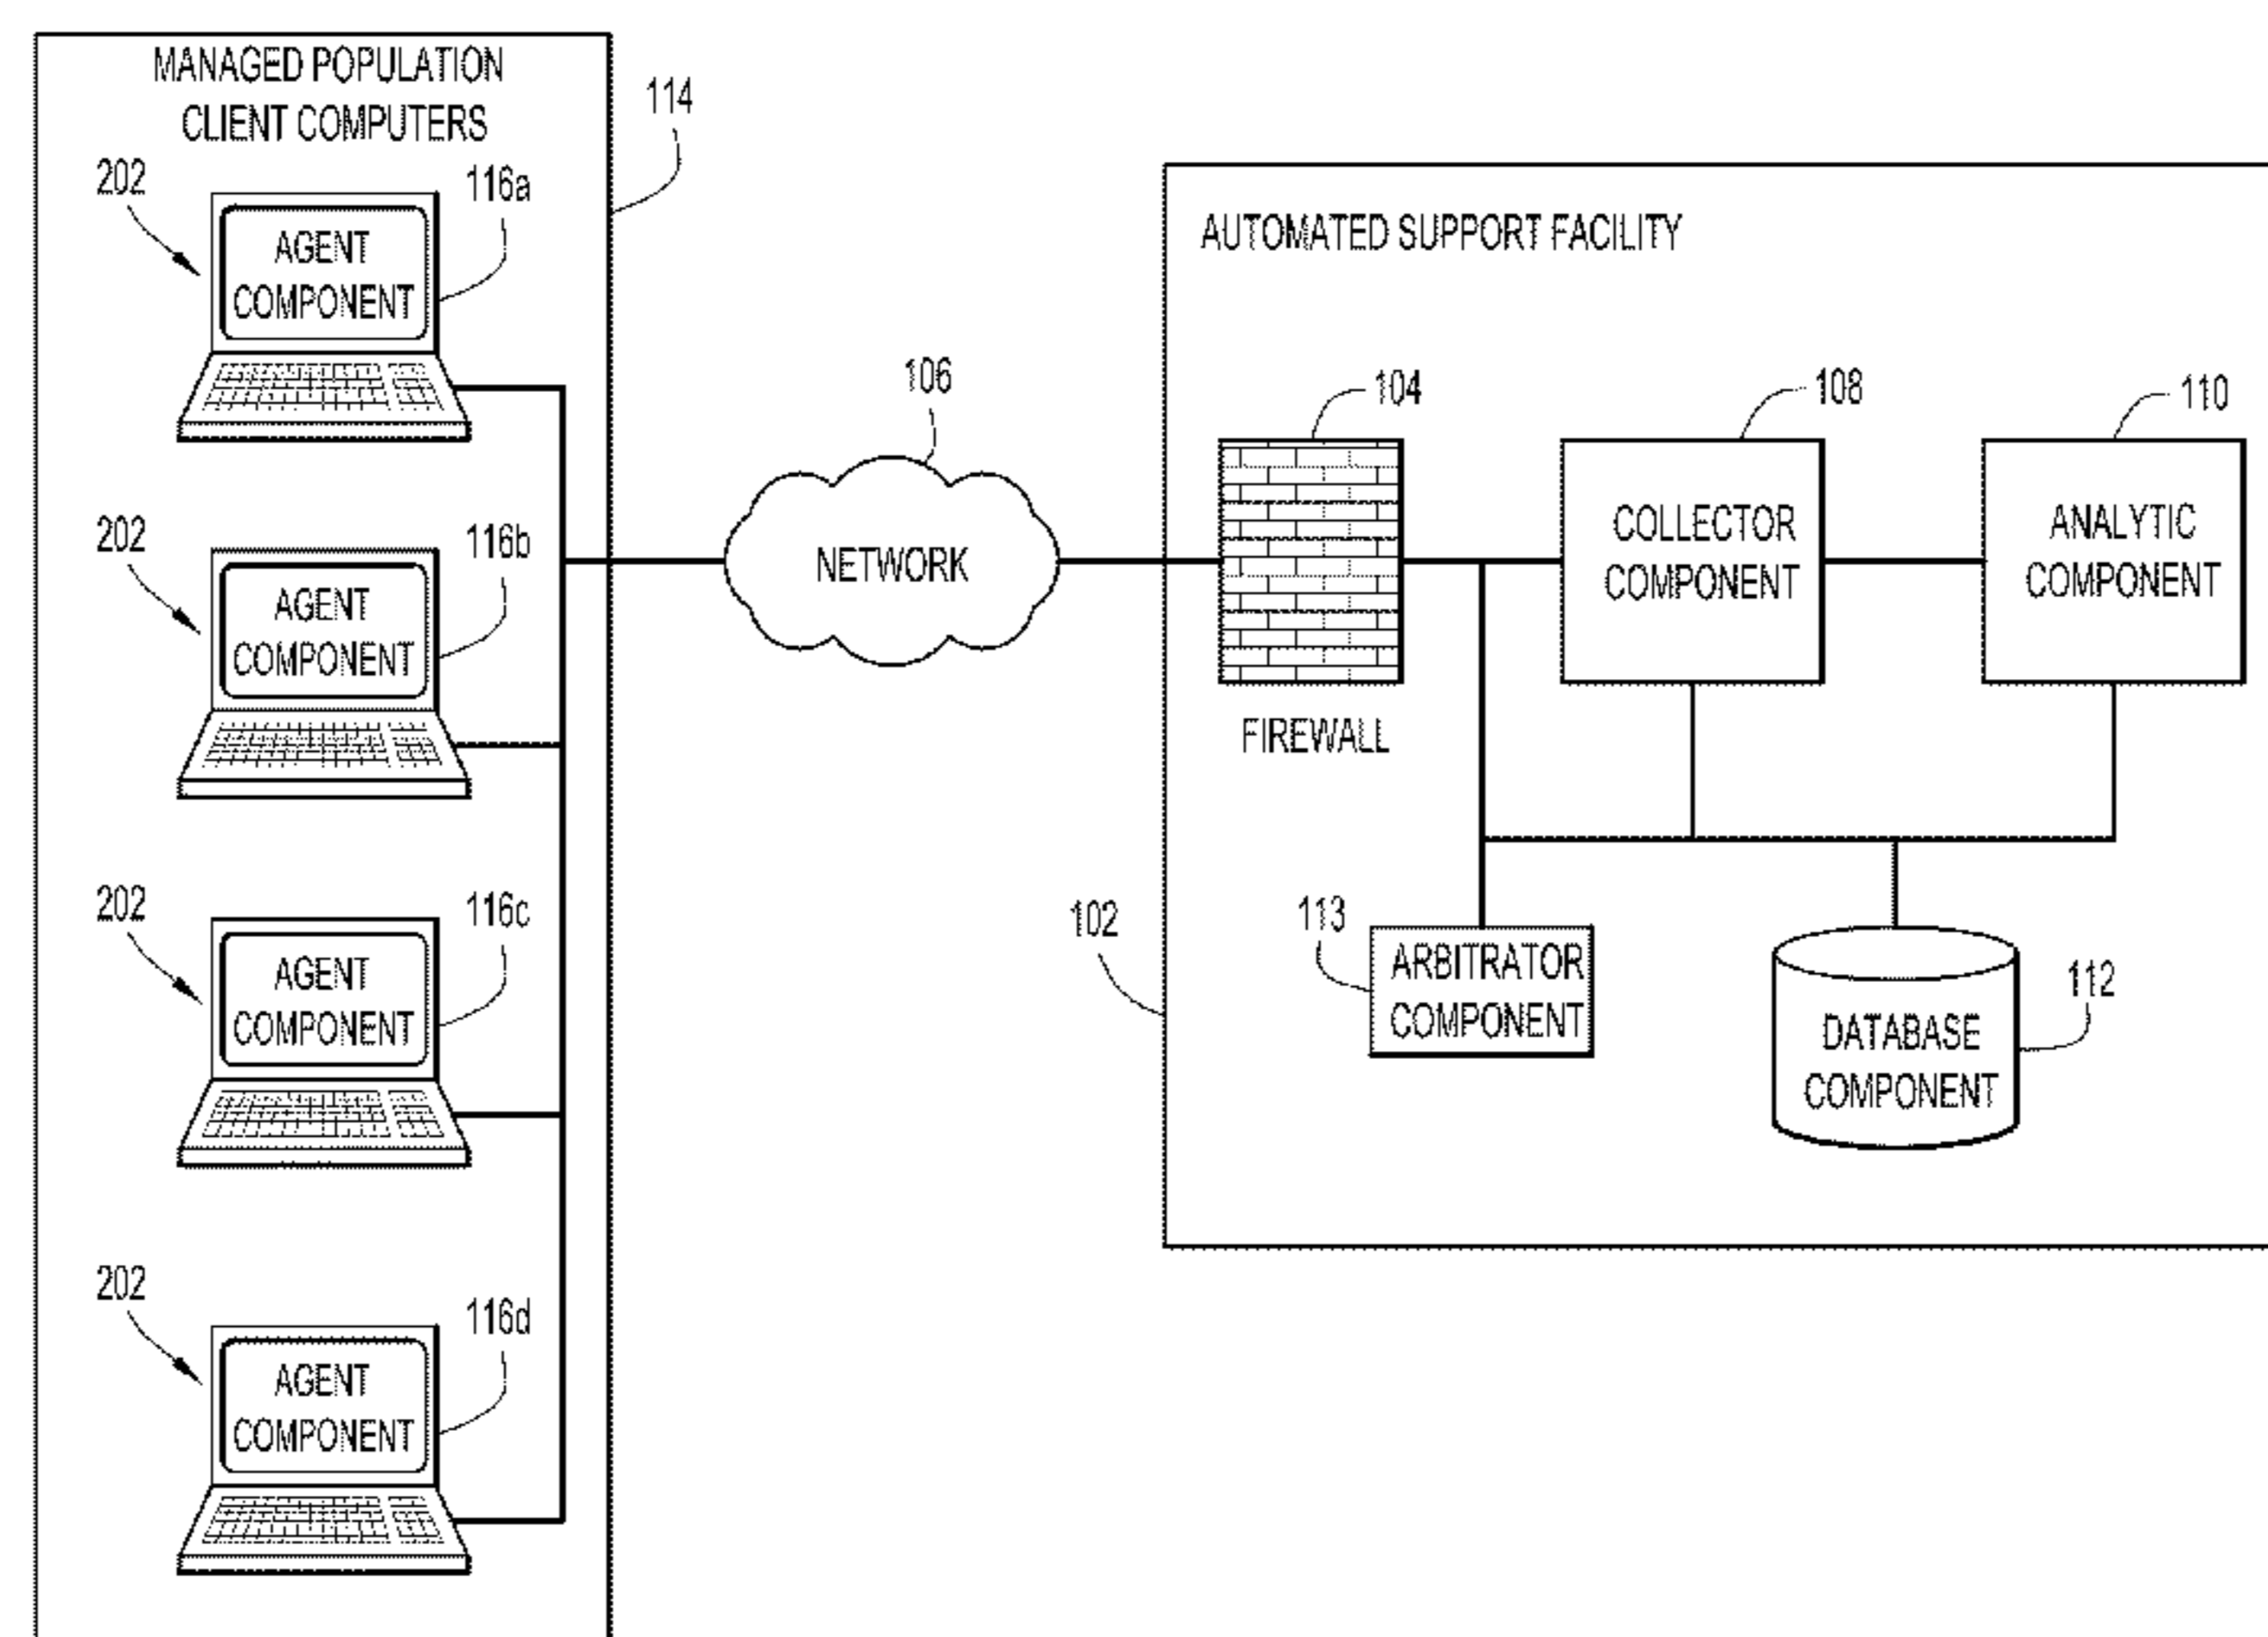 MANAGED POPULATION
CLIENT COMPUTERS
114
202
116a
AGENT
COMPONENT
202
116b
AGENT
COMPONENT
202
116c
AGENT
COMPONENT
202
116d
AGENT
COMPONENT
106
NETWORK
AUTOMATED SUPPORT FACILITY
104
108
110
FIREWALL
COLLECTOR
COMPONENT
ANALYTIC
COMPONENT
102
113
ARBITRATOR
COMPONENT
112
DATABASE
COMPONENT